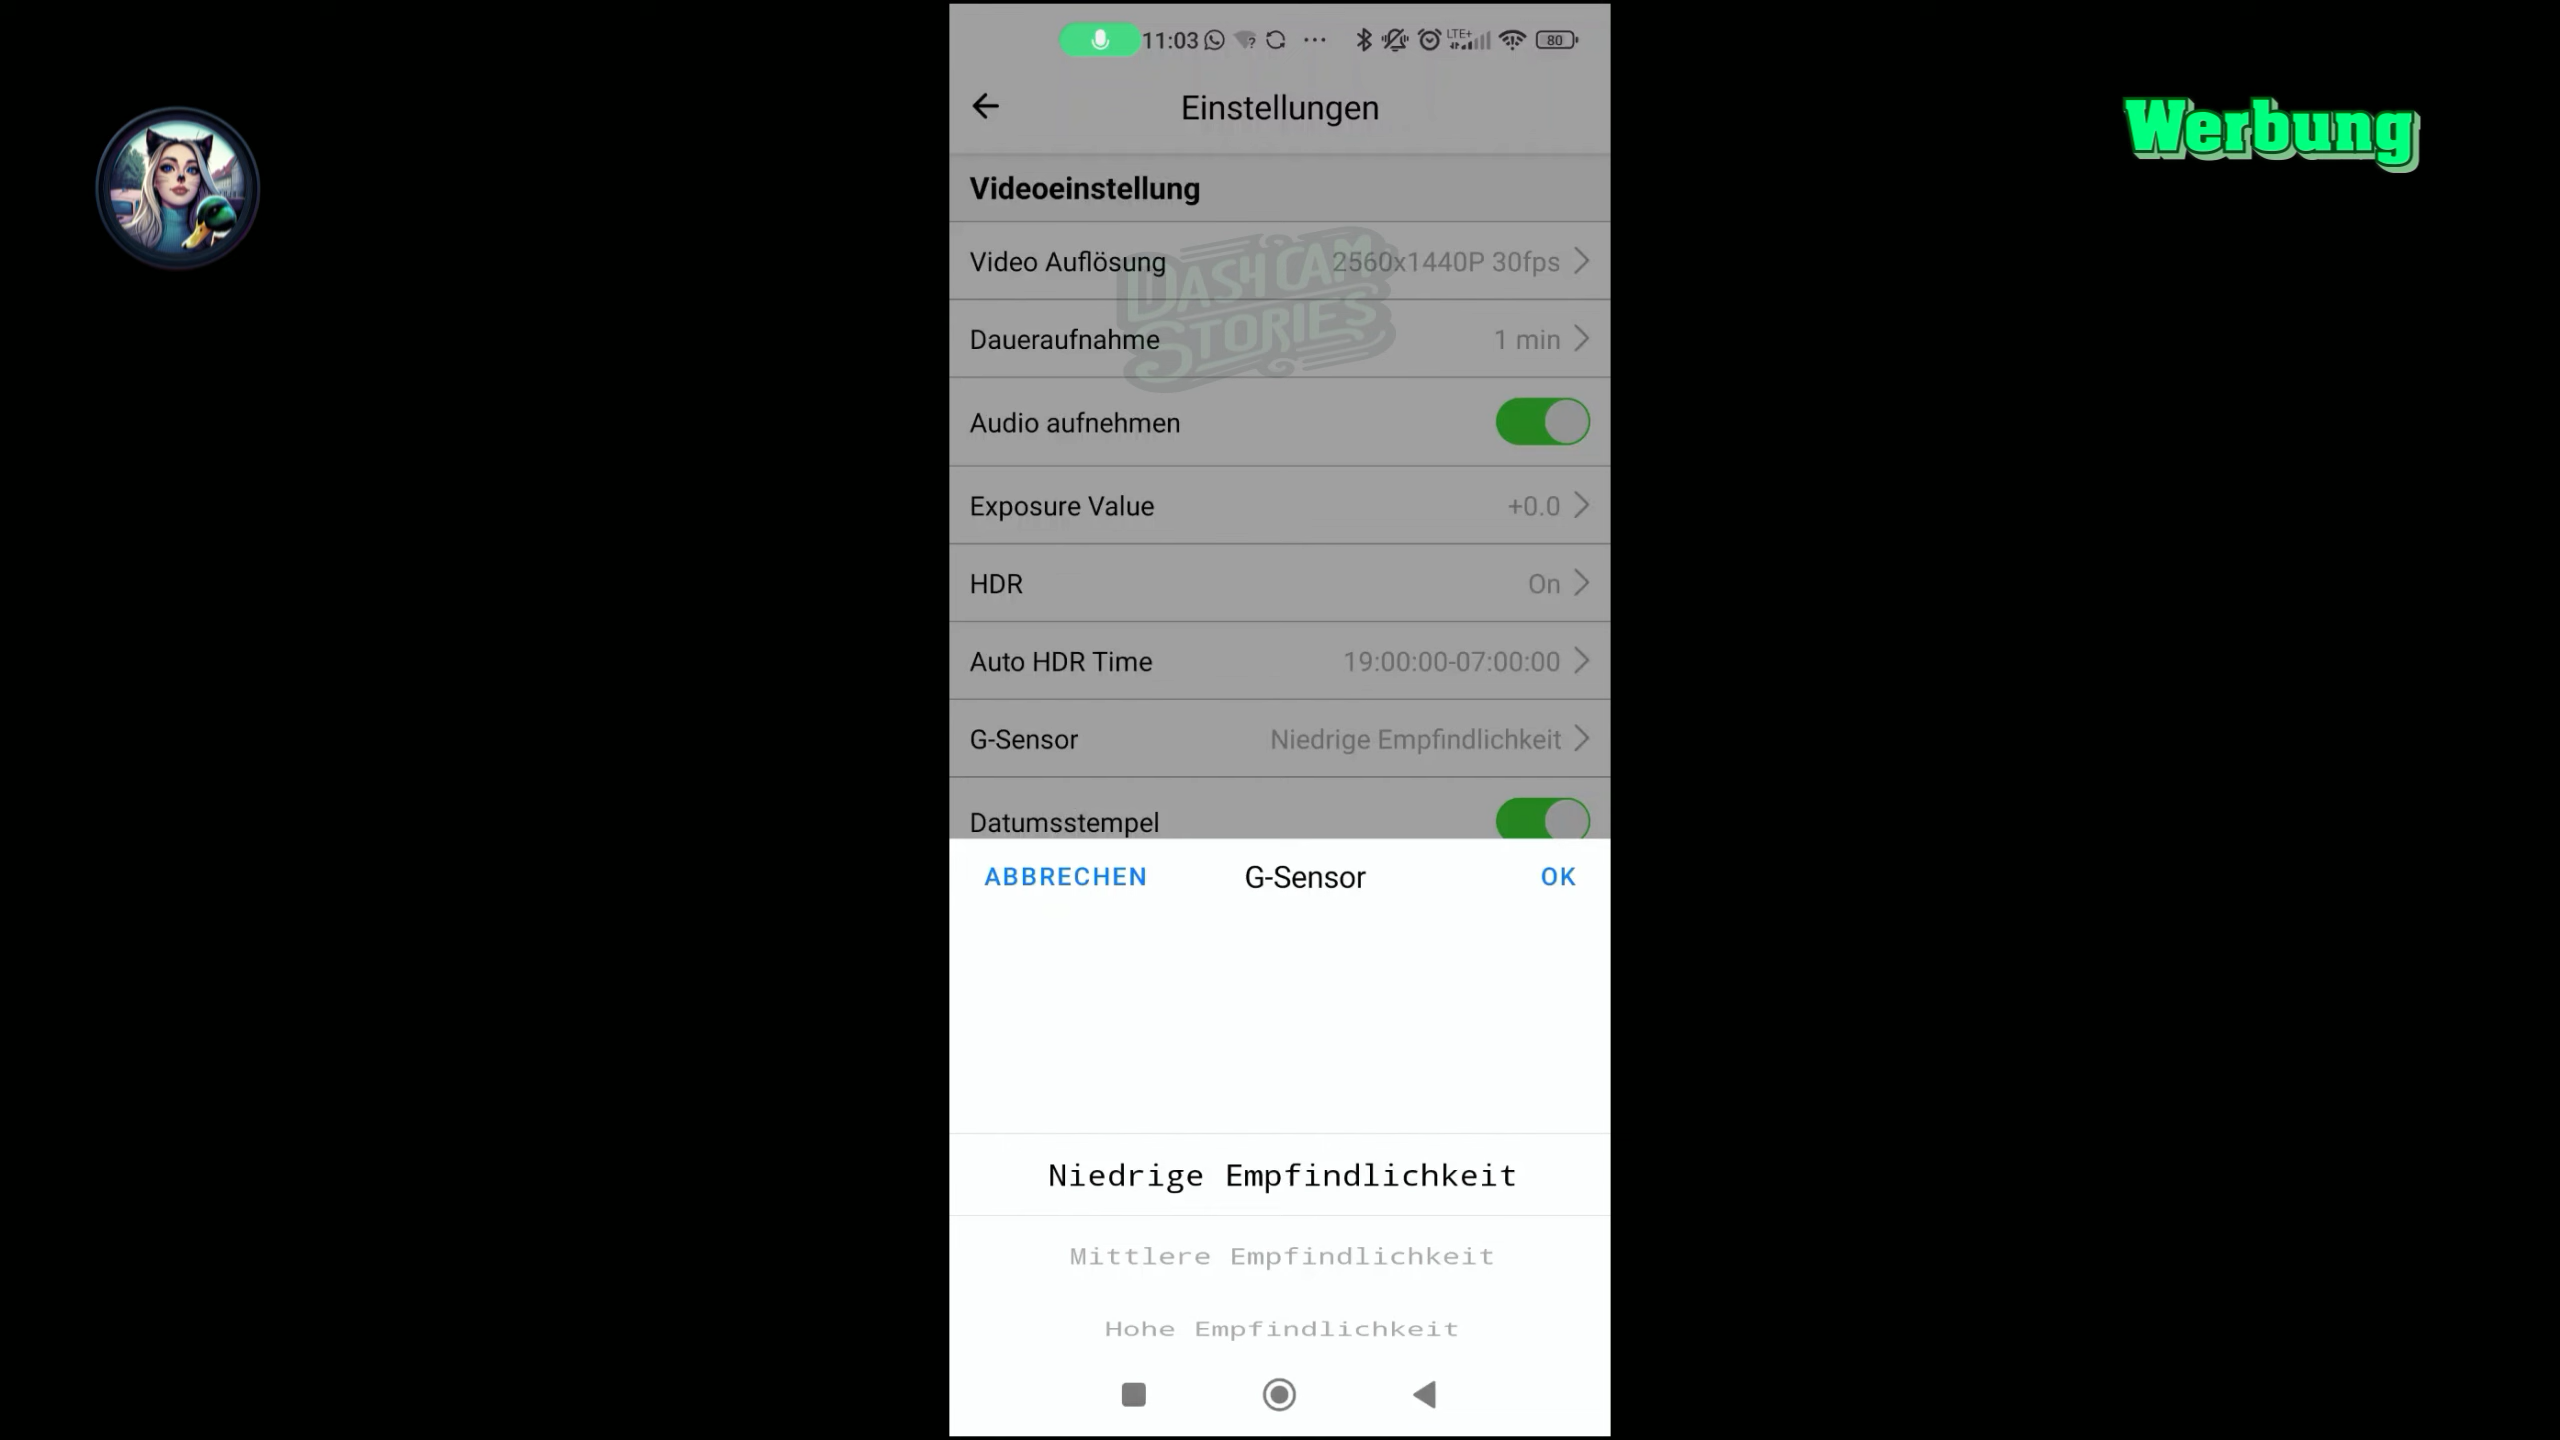 11:03
LTE+
80
Werbung
Einstellungen
Videoeinstellung
Video Auflösung 2560x1440P 30fps
DASHCAM
STORIES
Daueraufnahme 1 min
Audio aufnehmen
Exposure Value +0.0
HDR On
Auto HDR Time 19:00:00-07:00:00
G-Sensor Niedrige Empfindlichkeit
Datumsstempel
ABBRECHEN G-Sensor OK
Niedrige Empfindlichkeit
Mittlere Empfindlichkeit
Hohe Empfindlichkeit